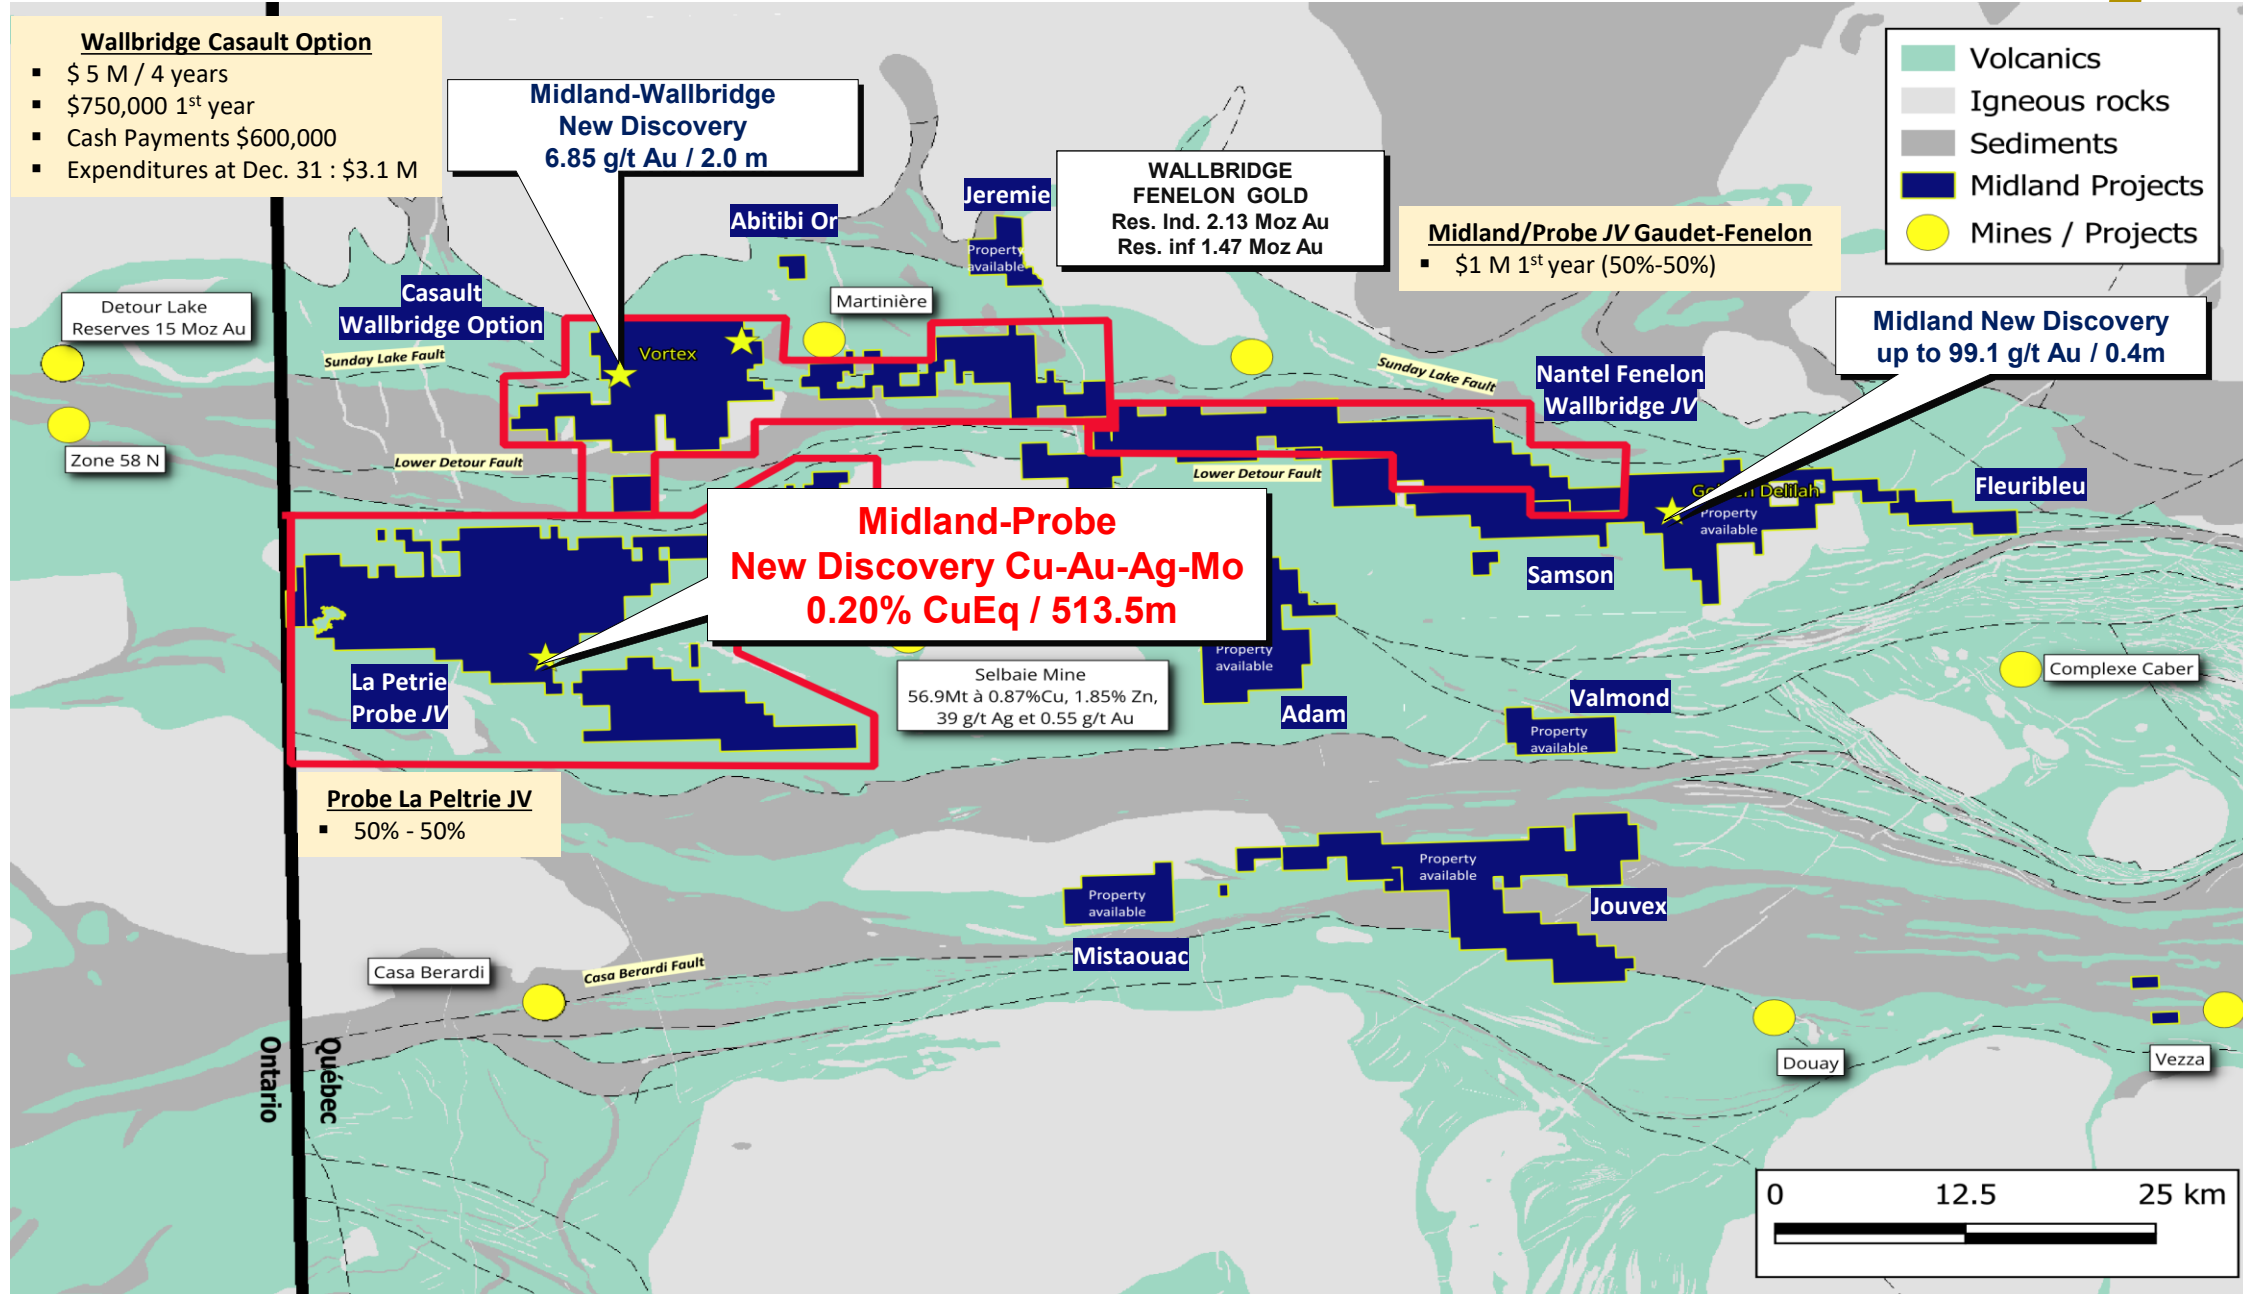 Wallbridge Casault Option
▪ $ 5 M / 4 years
▪ $750,000 1st year
▪ Cash Payments $600,000
▪ Expenditures at Dec. 31 : $3.1 M
Midland-Wallbridge
New Discovery
6.85 g/t Au / 2.0 m
Abitibi Or
Jeremie
Property
available
WALLBRIDGE
FENELON GOLD
Res. Ind. 2.13 Moz Au
Res. inf 1.47 Moz Au
Midland/Probe JV Gaudet-Fenelon
▪ $1 M 1st year (50%-50%)
Volcanics
Igneous rocks
Sediments
Midland Projects
Mines / Projects
Detour Lake
Reserves 15 Moz Au
Casault
Wallbridge Option
Martinière
Sunday Lake Fault
Vortex
Sunday Lake Fault
Nantel Fenelon
Wallbridge JV
Midland New Discovery
up to 99.1 g/t Au / 0.4m
Zone 58 N
Lower Detour Fault
Lower Detour Fault
Golden Delilah
Property
available
Fleuribleu
Samson
Midland-Probe
New Discovery Cu-Au-Ag-Mo
0.20% CuEq / 513.5m
La Petrie
Probe JV
Selbaie Mine
56.9Mt à 0.87%Cu, 1.85% Zn,
39 g/t Ag et 0.55 g/t Au
Property
available
Adam
Valmond
Property
available
Complexe Caber
Probe La Peltrie JV
▪ 50% - 50%
Property
available
Mistaouac
Property
available
Jouvex
Casa Berardi
Casa Berardi Fault
Ontario
Québec
Douay
Vezza
0 12.5 25 km